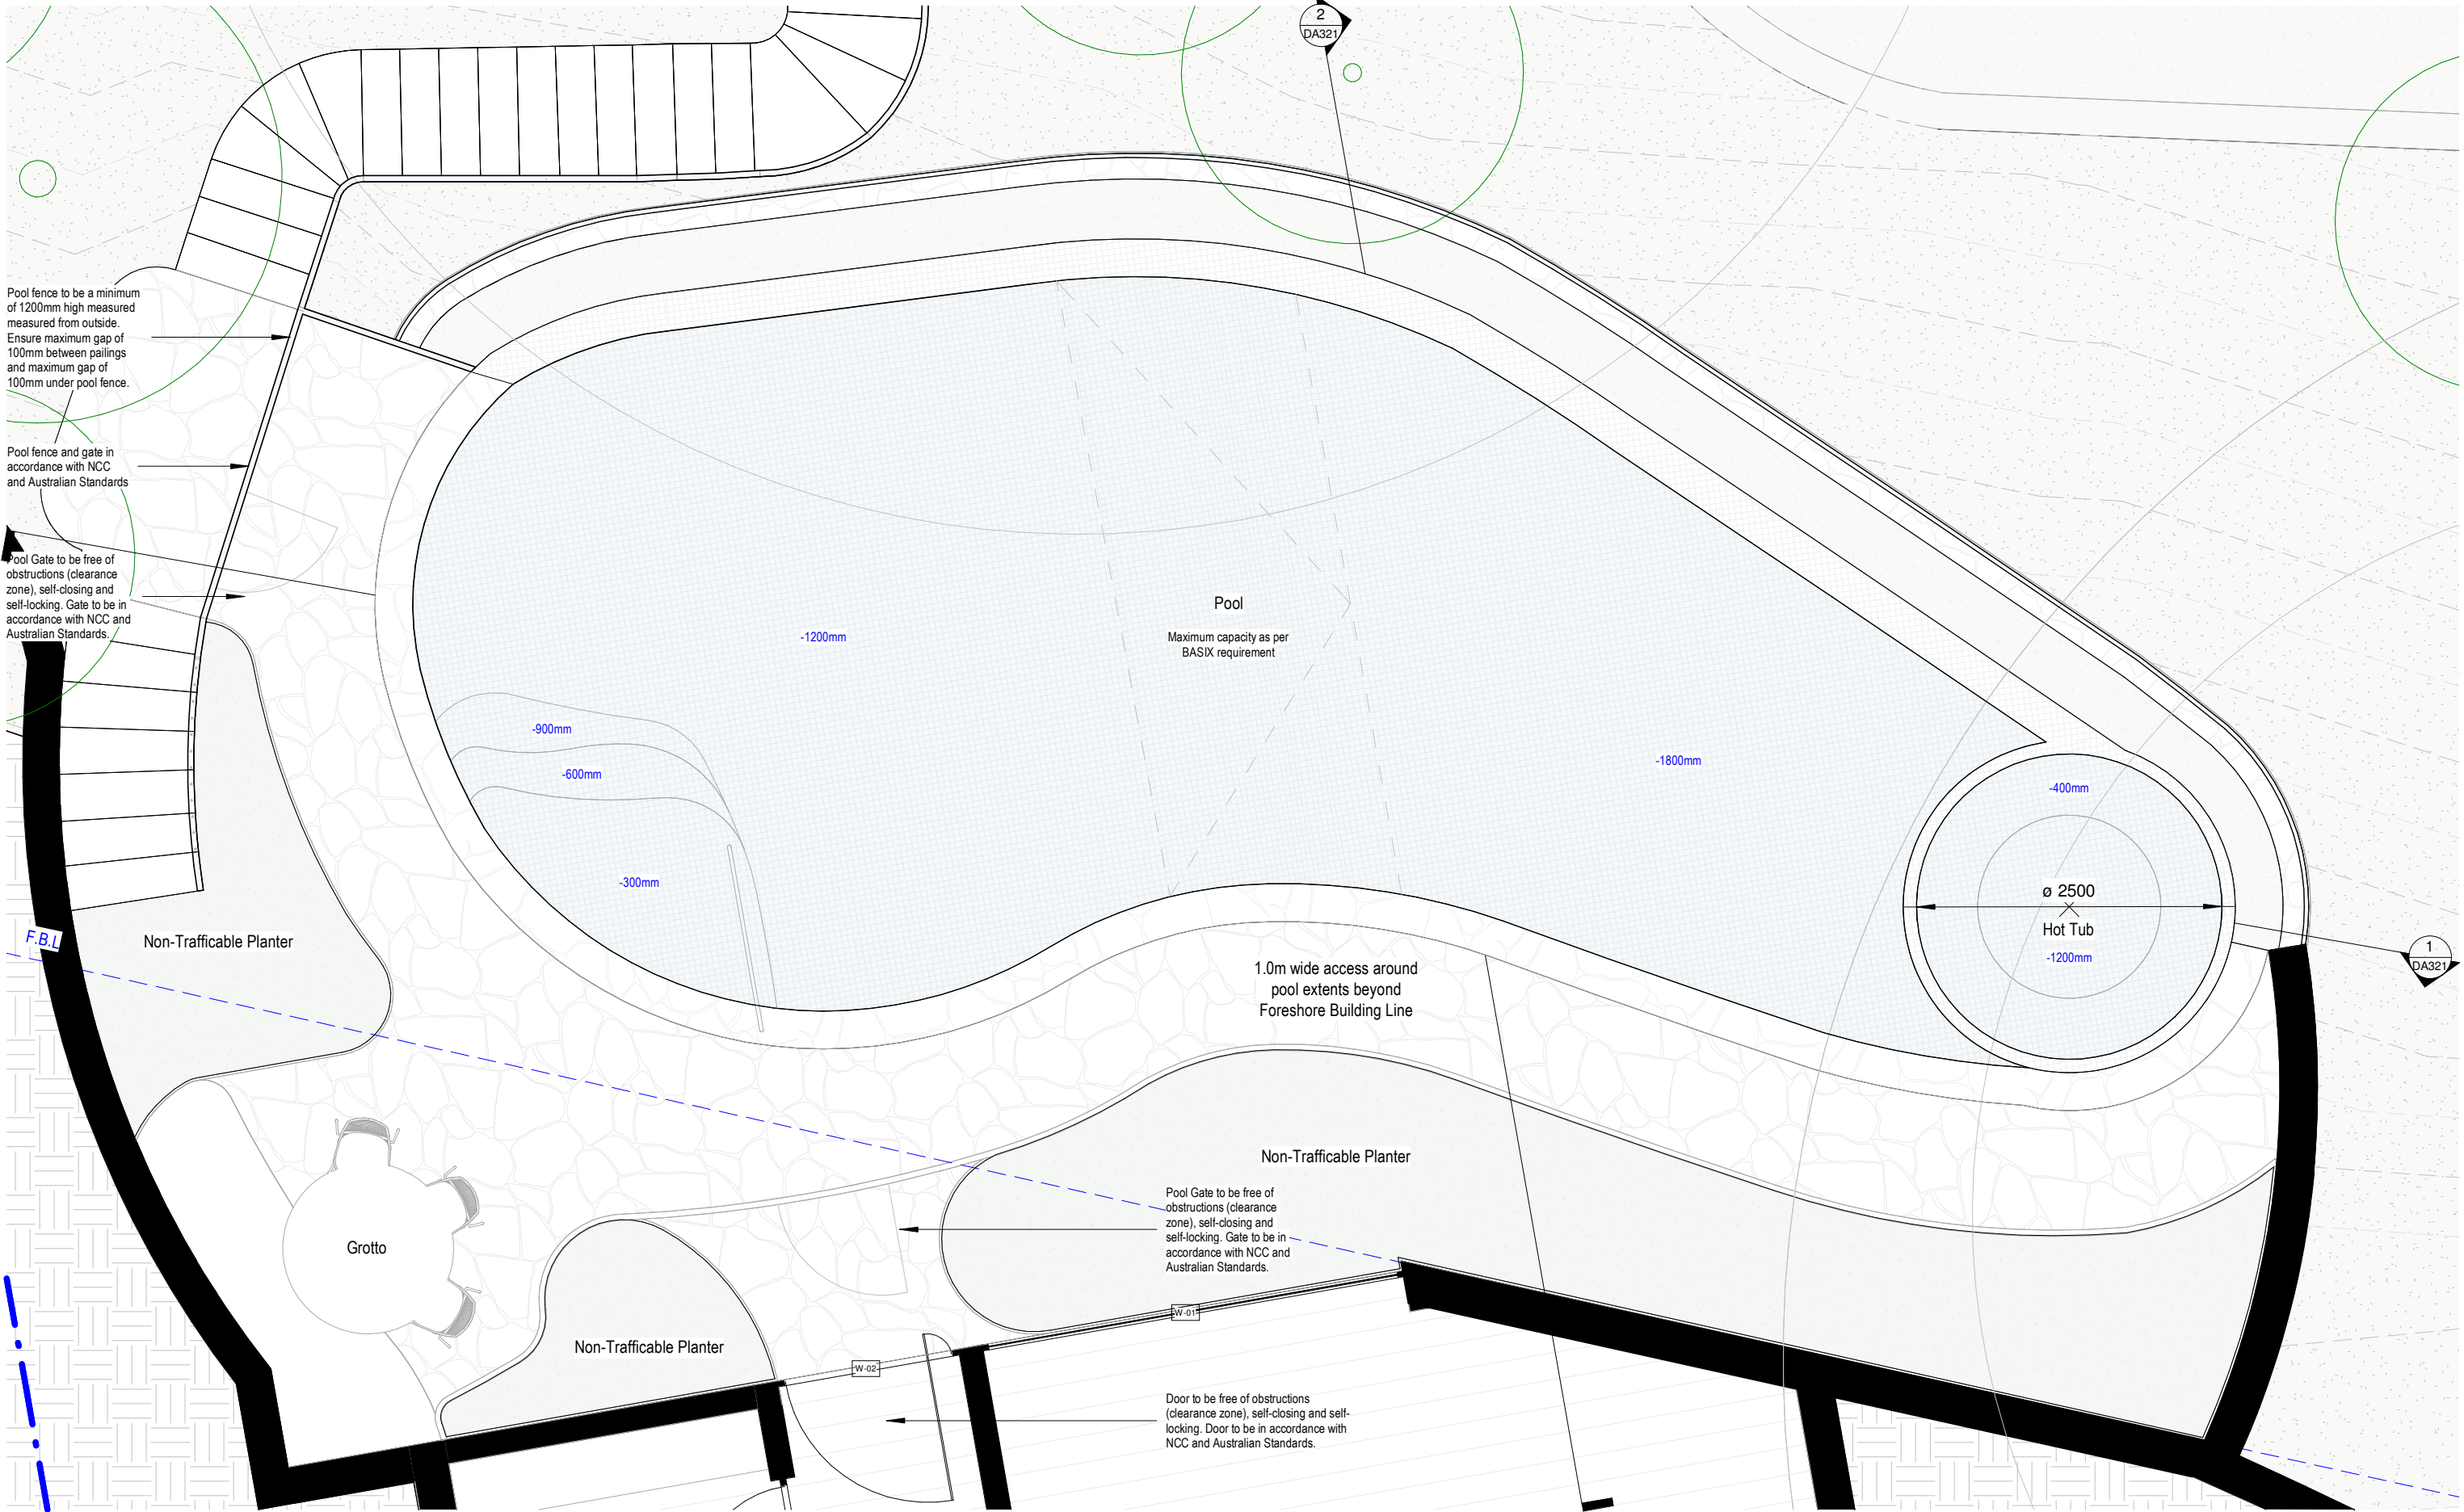 2
DA321
Pool fence to be a minimum
of 1200mm high measured
measured from outside.
Ensure maximum gap of
100mm between pailings
and maximum gap of
100mm under pool fence.
Pool fence and gate in
accordance with NCC
and Australian Standards
Pool Gate to be free of
obstructions (clearance
zone), self-closing and
self-locking. Gate to be in
accordance with NCC and
Australian Standards.
Pool
Maximum capacity as per
BASIX requirement
-1200mm
-900mm
-600mm
-300mm
-1800mm
-400mm
ø 2500
Hot Tub
-1200mm
1
DA321
F.B.L
Non-Trafficable Planter
1.0m wide access around
pool extents beyond
Foreshore Building Line
Non-Trafficable Planter
Pool Gate to be free of
obstructions (clearance
zone), self-closing and
self-locking. Gate to be in
accordance with NCC and
Australian Standards.
Grotto
Non-Trafficable Planter
W-01
W-02
Door to be free of obstructions
(clearance zone), self-closing and self-
locking. Door to be in accordance with
NCC and Australian Standards.